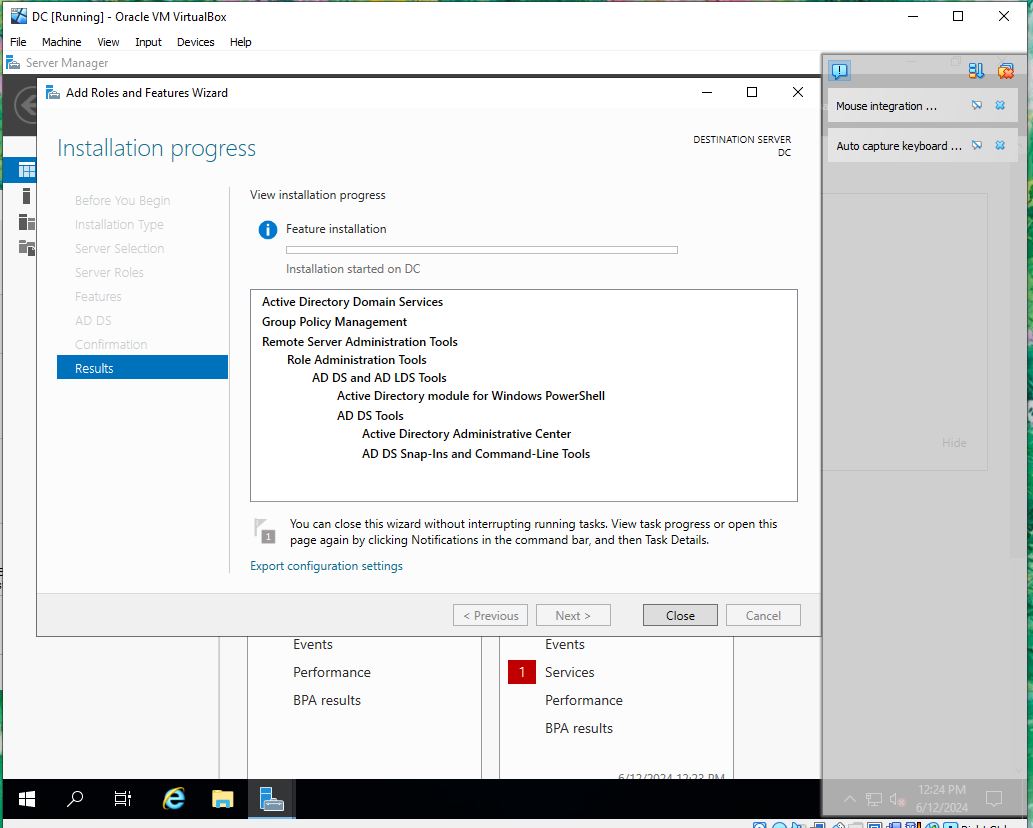 DC [Running] - Oracle VM VirtualBox
File Machine View Input Devices Help
Server Manager
Mouse integration ...
Auto capture keyboard ...
Add Roles and Features Wizard
Installation progress
DESTINATION SERVER
DC
Before You Begin
Installation Type
Server Selection
Server Roles
Features
AD DS
Confirmation
Results
View installation progress
Feature installation
Installation started on DC
Active Directory Domain Services
Group Policy Management
Remote Server Administration Tools
Role Administration Tools
AD DS and AD LDS Tools
Active Directory module for Windows PowerShell
AD DS Tools
Active Directory Administrative Center
AD DS Snap-Ins and Command-Line Tools
1
You can close this wizard without interrupting running tasks. View task progress or open this
page again by clicking Notifications in the command bar, and then Task Details.
Export configuration settings
< Previous Next > Close Cancel
Hide
Events
Performance
BPA results
Events
1 Services
Performance
BPA results
6/12/2024 12:23 PM
12:24 PM
6/12/2024